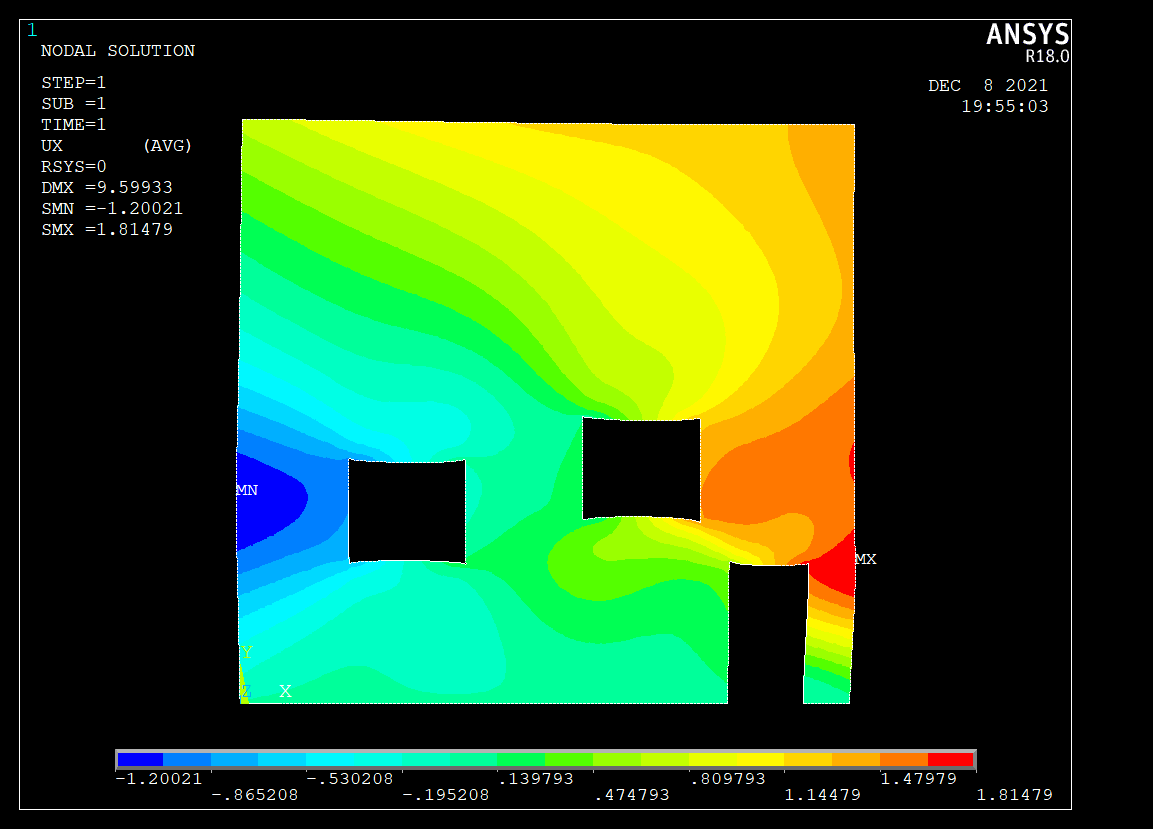 1
ANSYS
R18.0
NODAL SOLUTION
STEP=1
SUB =1
TIME=1
UX (AVG)
RSYS=0
DMX =9.59933
SMN =-1.20021
SMX =1.81479
DEC 8 2021
19:55:03
MN
MX
Y
Z X
-1.20021 -.530208 .139793 .809793 1.47979
-.865208 -.195208 .474793 1.14479 1.81479